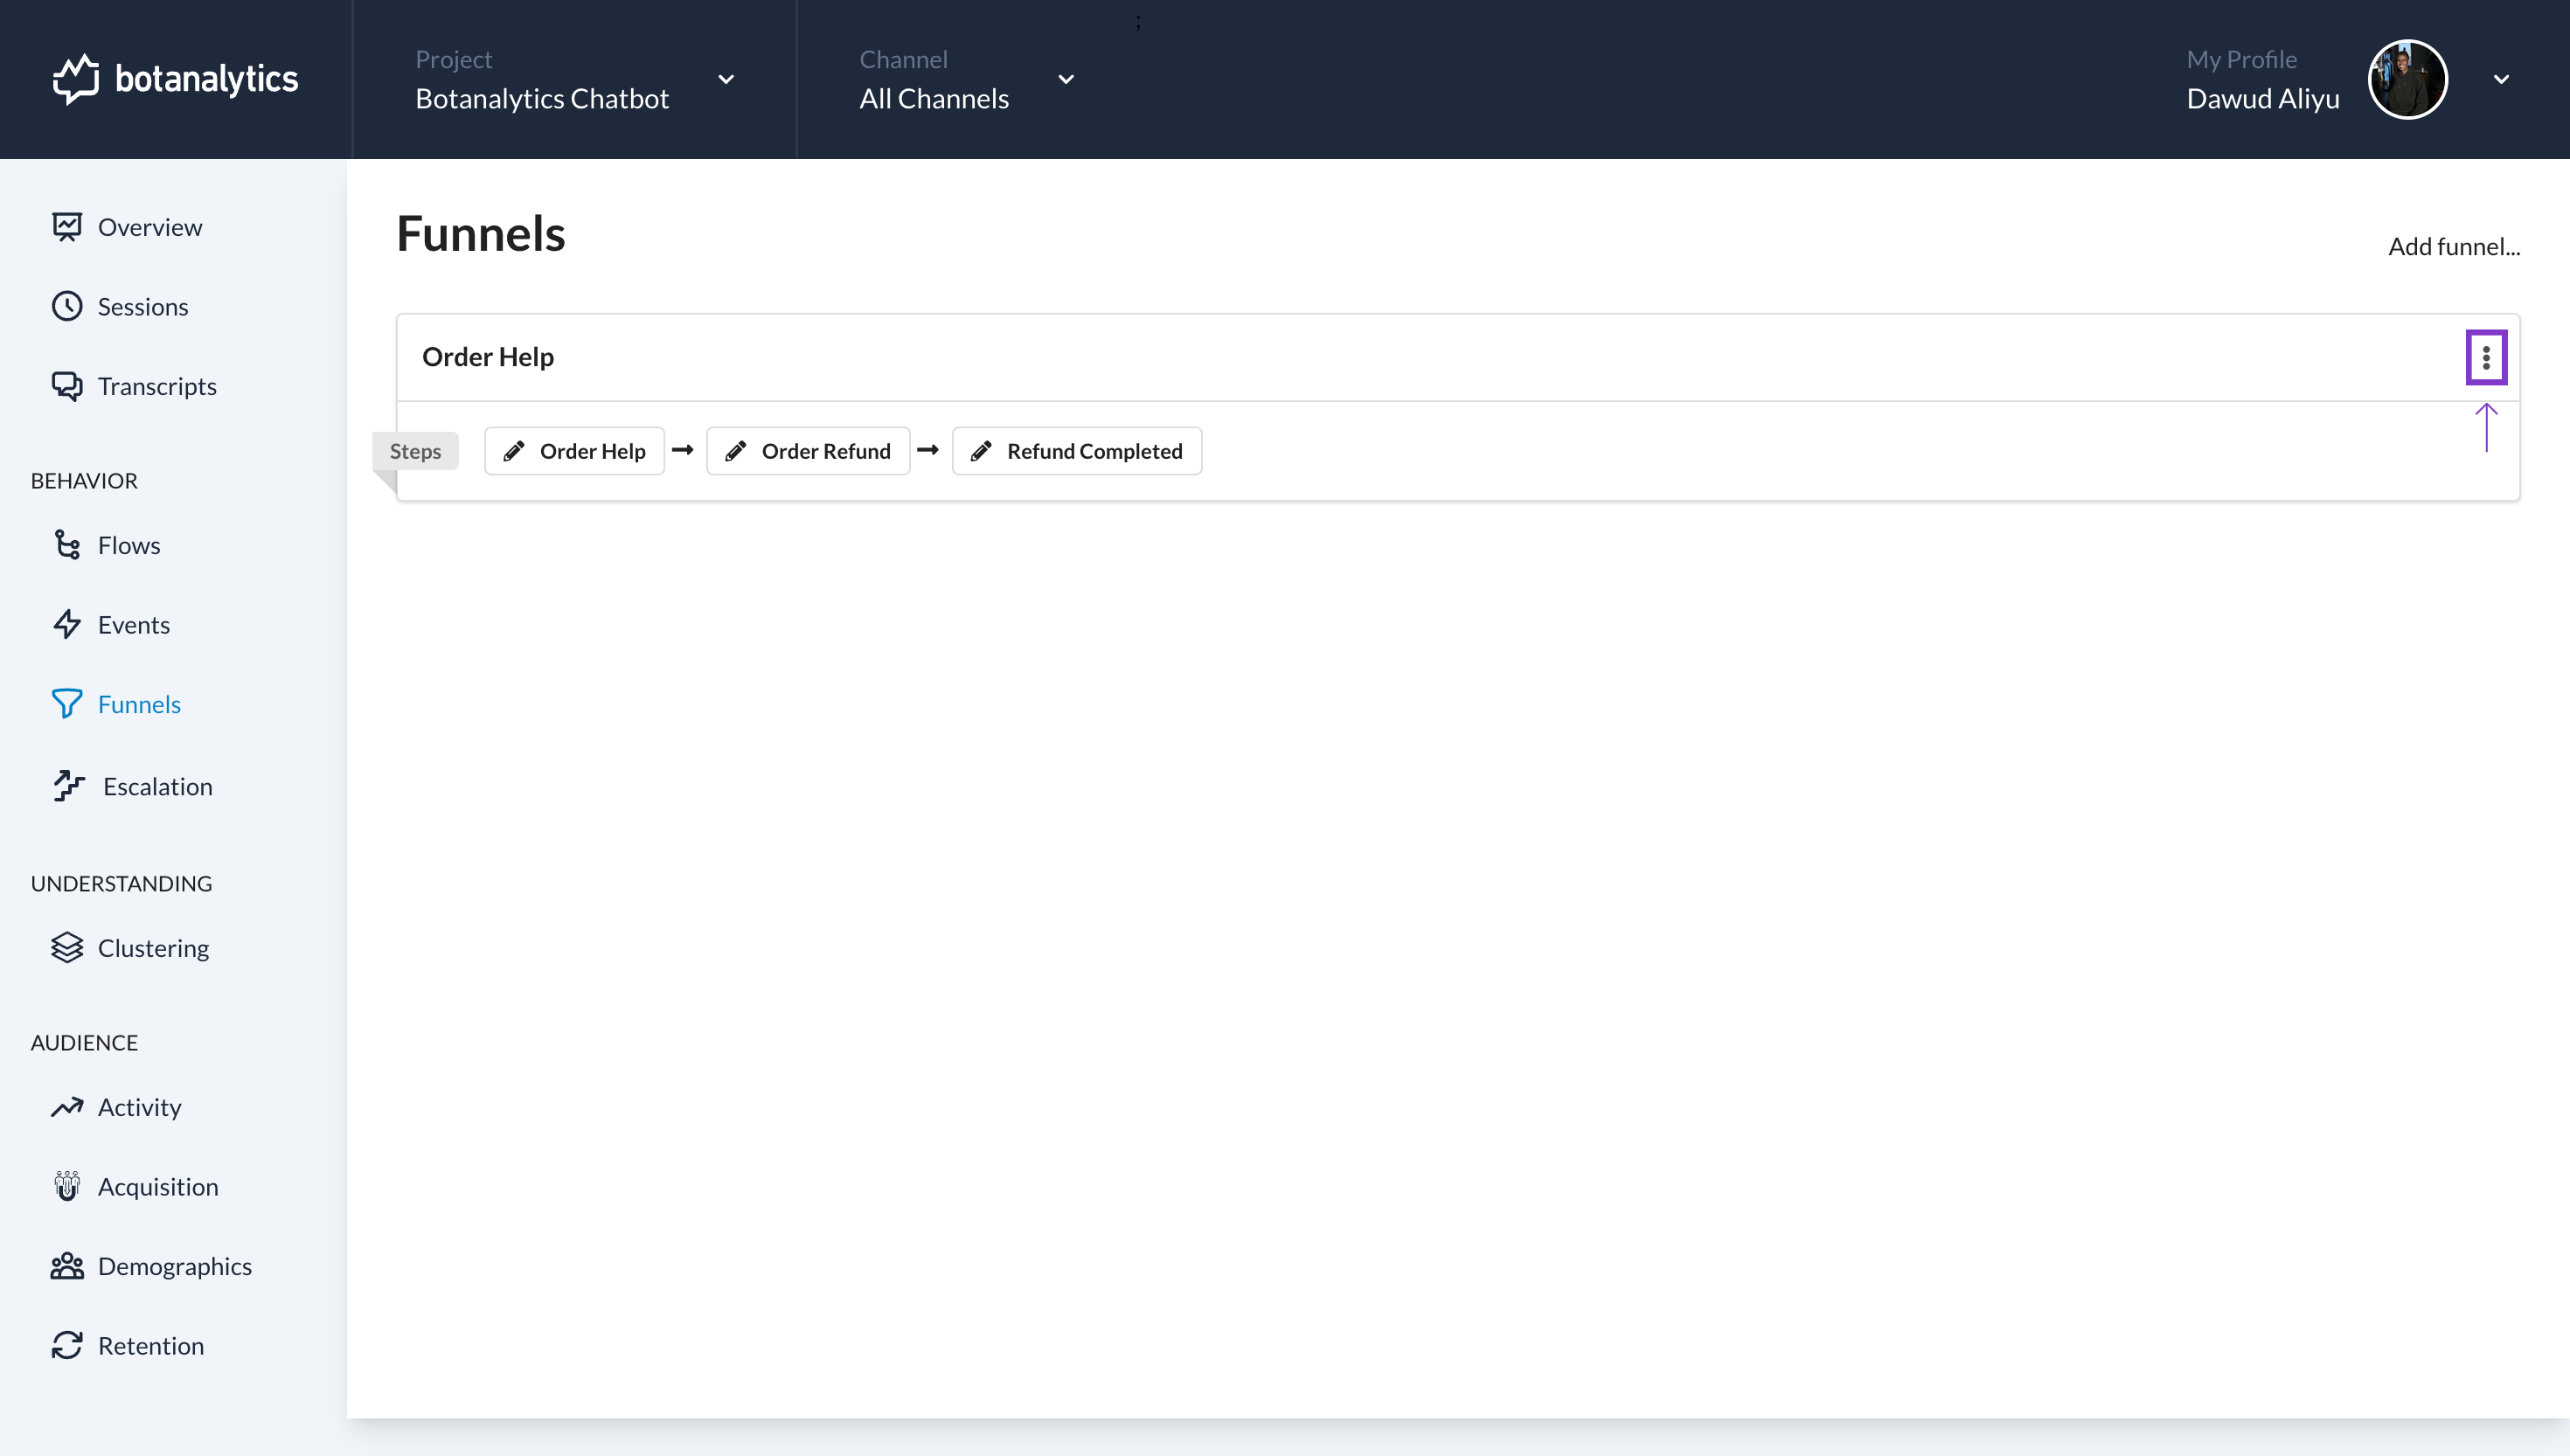 ;
botanalytics
Project
Botanalytics Chatbot
Channel
All Channels
My Profile
Dawud Aliyu
Overview
Sessions
Transcripts
BEHAVIOR
Flows
Events
Funnels
Escalation
UNDERSTANDING
Clustering
AUDIENCE
Activity
Acquisition
Demographics
Retention
Funnels
Add funnel...
Order Help
Steps
Order Help
Order Refund
Refund Completed